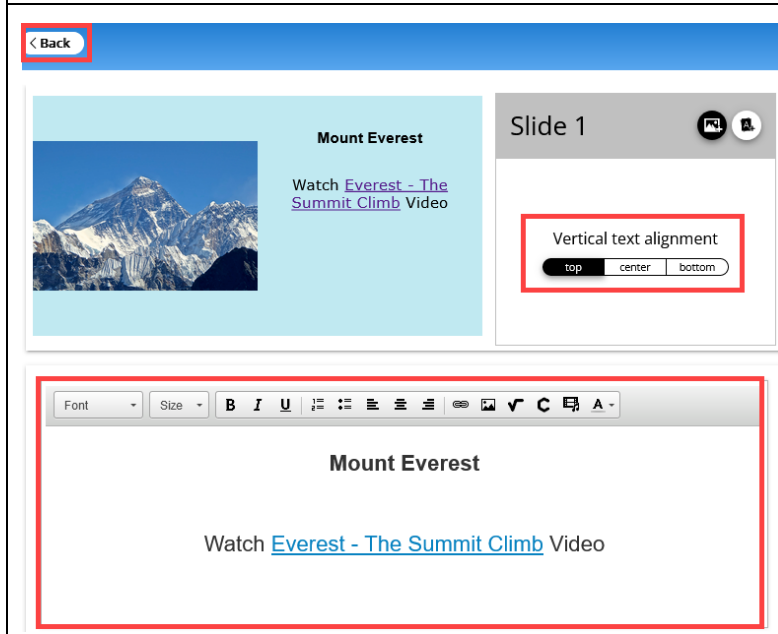 Back
Mount Everest
Watch Everest - The
Summit Climb Video
Slide 1
Vertical text alignment
top center bottom
Font Size B I U A
Mount Everest
Watch Everest - The Summit Climb Video